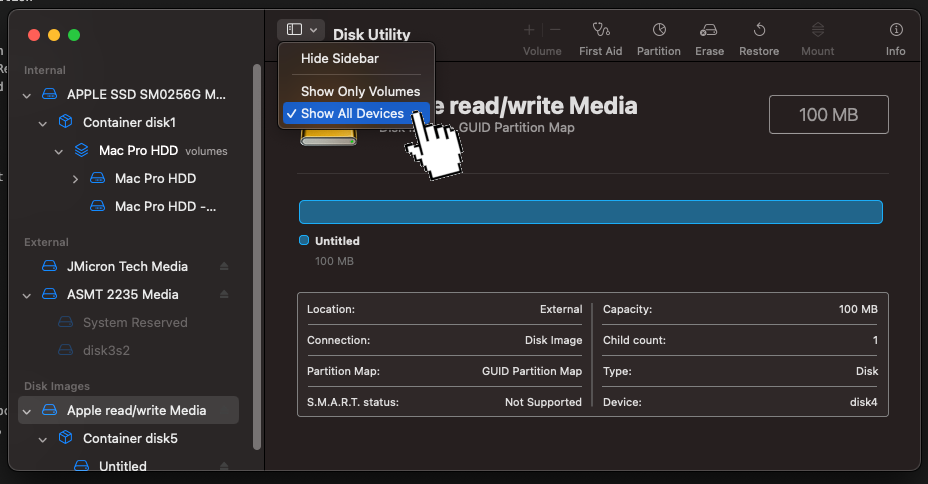 Disk Utility
Hide Sidebar
Show Only Volumes
Show All Devices
Volume
First Aid
Partition
Erase
Restore
Mount
Info
Internal
APPLE SSD SM0256G M...
Container disk1
Mac Pro HDD volumes
Mac Pro HDD
Mac Pro HDD -...
External
JMicron Tech Media
ASMT 2235 Media
System Reserved
disk3s2
Disk Images
Apple read/write Media
Container disk5
Untitled
read/write Media
GUID Partition Map
100 MB
Untitled
100 MB
Location: External
Connection: Disk Image
Partition Map: GUID Partition Map
S.M.A.R.T. status: Not Supported
Capacity: 100 MB
Child count: 1
Type: Disk
Device: disk4